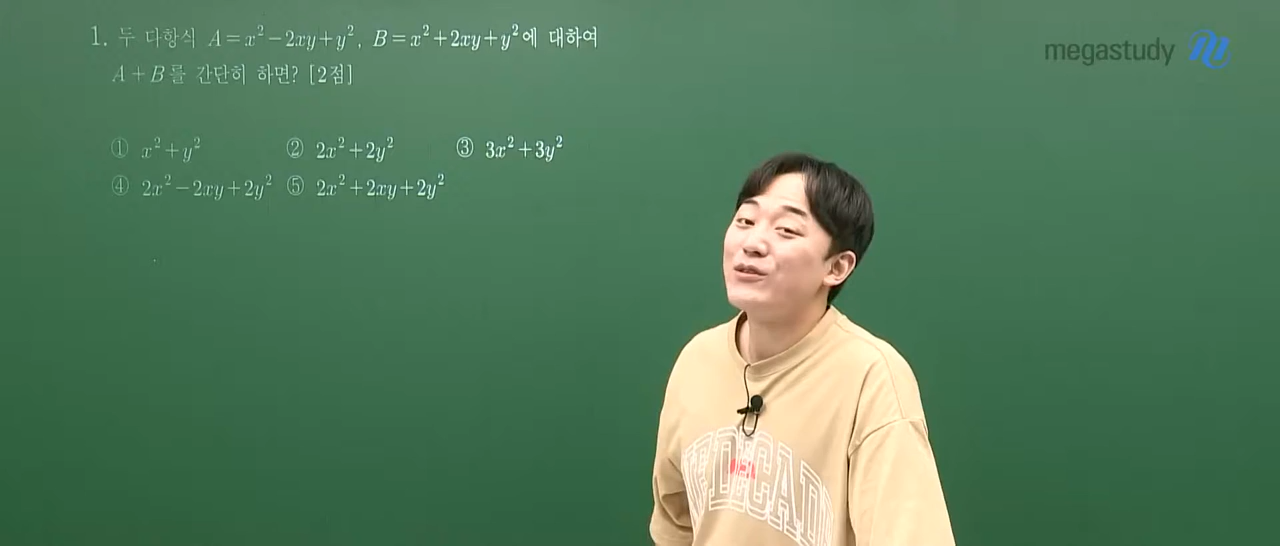 1. 두 다항식 A=x²-2xy+y², B=x²+2xy+y²에 대하여
A+B를 간단히 하면? [2점]
① x²+y² ② 2x²+2y² ③ 3x²+3y²
④ 2x²-2xy+2y² ⑤ 2x²+2xy+2y²
megastudy